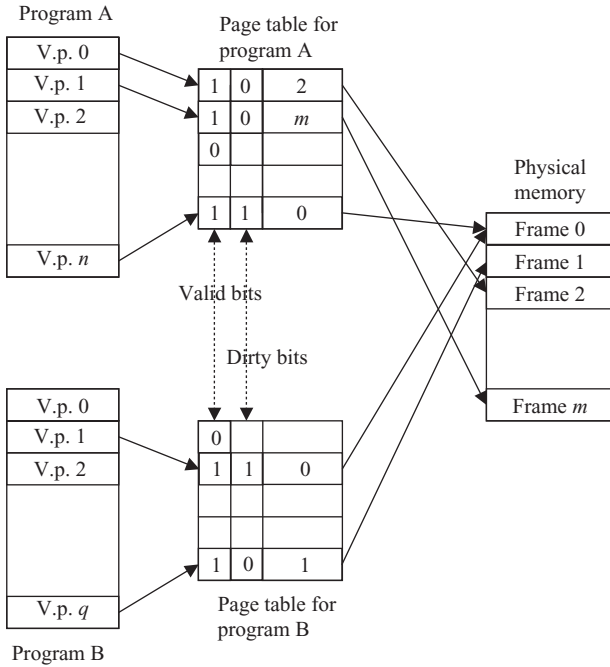 Program A
V.p. 0
V.p. 1
V.p. 2
V.p. n
Page table for
program A
1 0 2
1 0 m
0
1 1 0
Valid bits
Dirty bits
Physical
memory
Frame 0
Frame 1
Frame 2
Frame m
V.p. 0
V.p. 1
V.p. 2
V.p. q
Program B
0
1 1 0
1 0 1
Page table for
program B